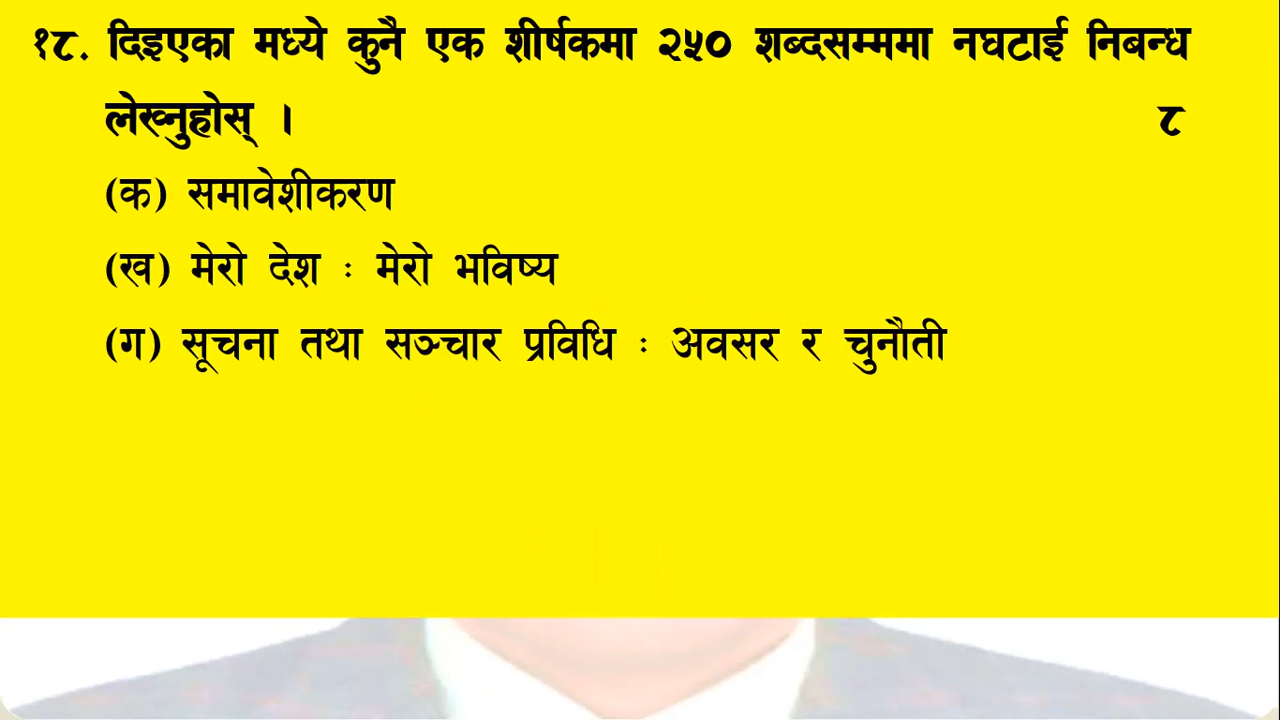 १८. दिइएका मध्ये कुनै एक शीर्षकमा २५० शब्दसम्ममा नघटाई निबन्ध
लेख्नुहोस् । ८
(क) समावेशीकरण
(ख) मेरो देश : मेरो भविष्य
(ग) सूचना तथा सञ्चार प्रविधि : अवसर र चुनौती